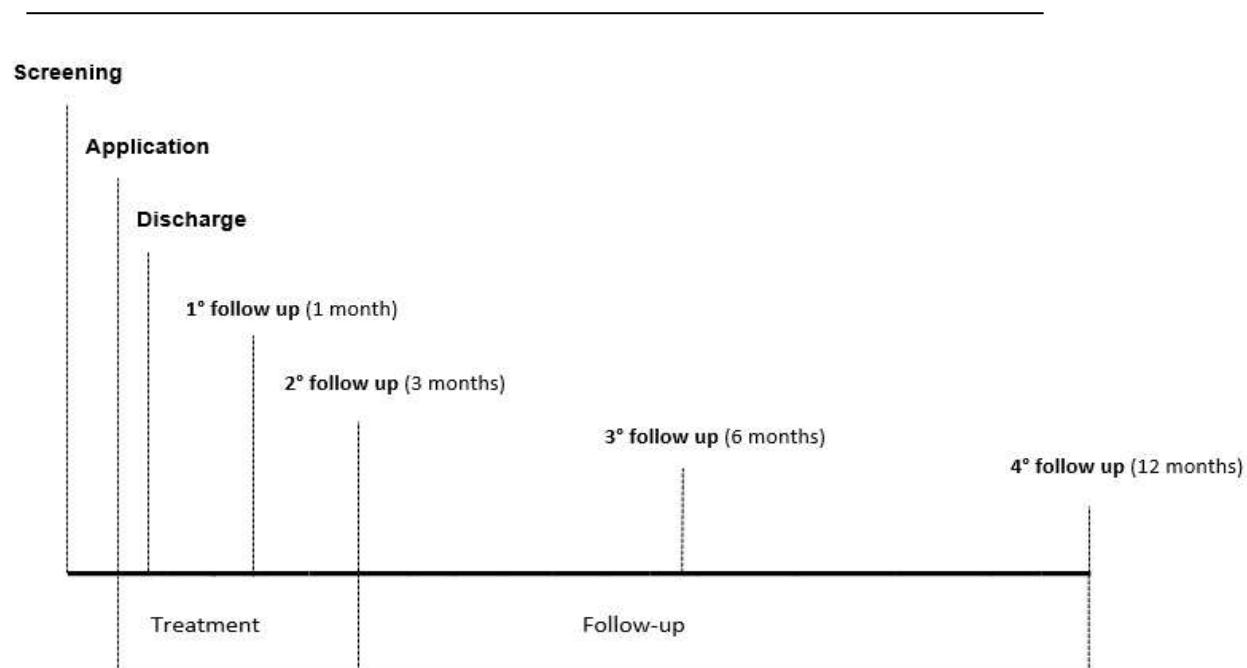 Screening
Application
Discharge
1° follow up (1 month)
2° follow up (3 months)
3° follow up (6 months)
4° follow up (12 months)
Treatment Follow-up